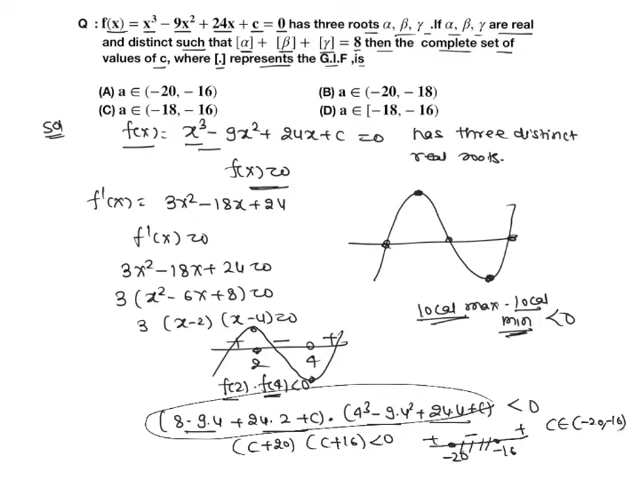 Q : f(x) = x³ − 9x² + 24x + c = 0 has three roots α, β, γ .If α, β, γ are real
and distinct such that [α] + [β] + [γ] = 8 then the complete set of
values of c, where [.] represents the G.I.F ,is
(A) a ∈ (−20, − 16) (B) a ∈ (−20, − 18)
(C) a ∈ (−18, − 16) (D) a ∈ [−18, − 16)
Sol
f(x) = x³ − 9x² + 24x + c = 0 has three distinct
real roots.
f(x) = 0
f'(x) = 3x² − 18x + 24
f'(x) = 0
3x² − 18x + 24 = 0
3 (x² − 6x + 8) = 0
3 (x−2) (x−4) = 0
local max · local
min < 0
+ − +
2 4
f(2) · f(4) < 0
(8 − 9.4 + 24.2 + c) · (4³ − 9.4² + 24.4 + c) < 0
(c+20) (c+16) < 0
+ − +
−20 −16
c ∈ (−20, −16)